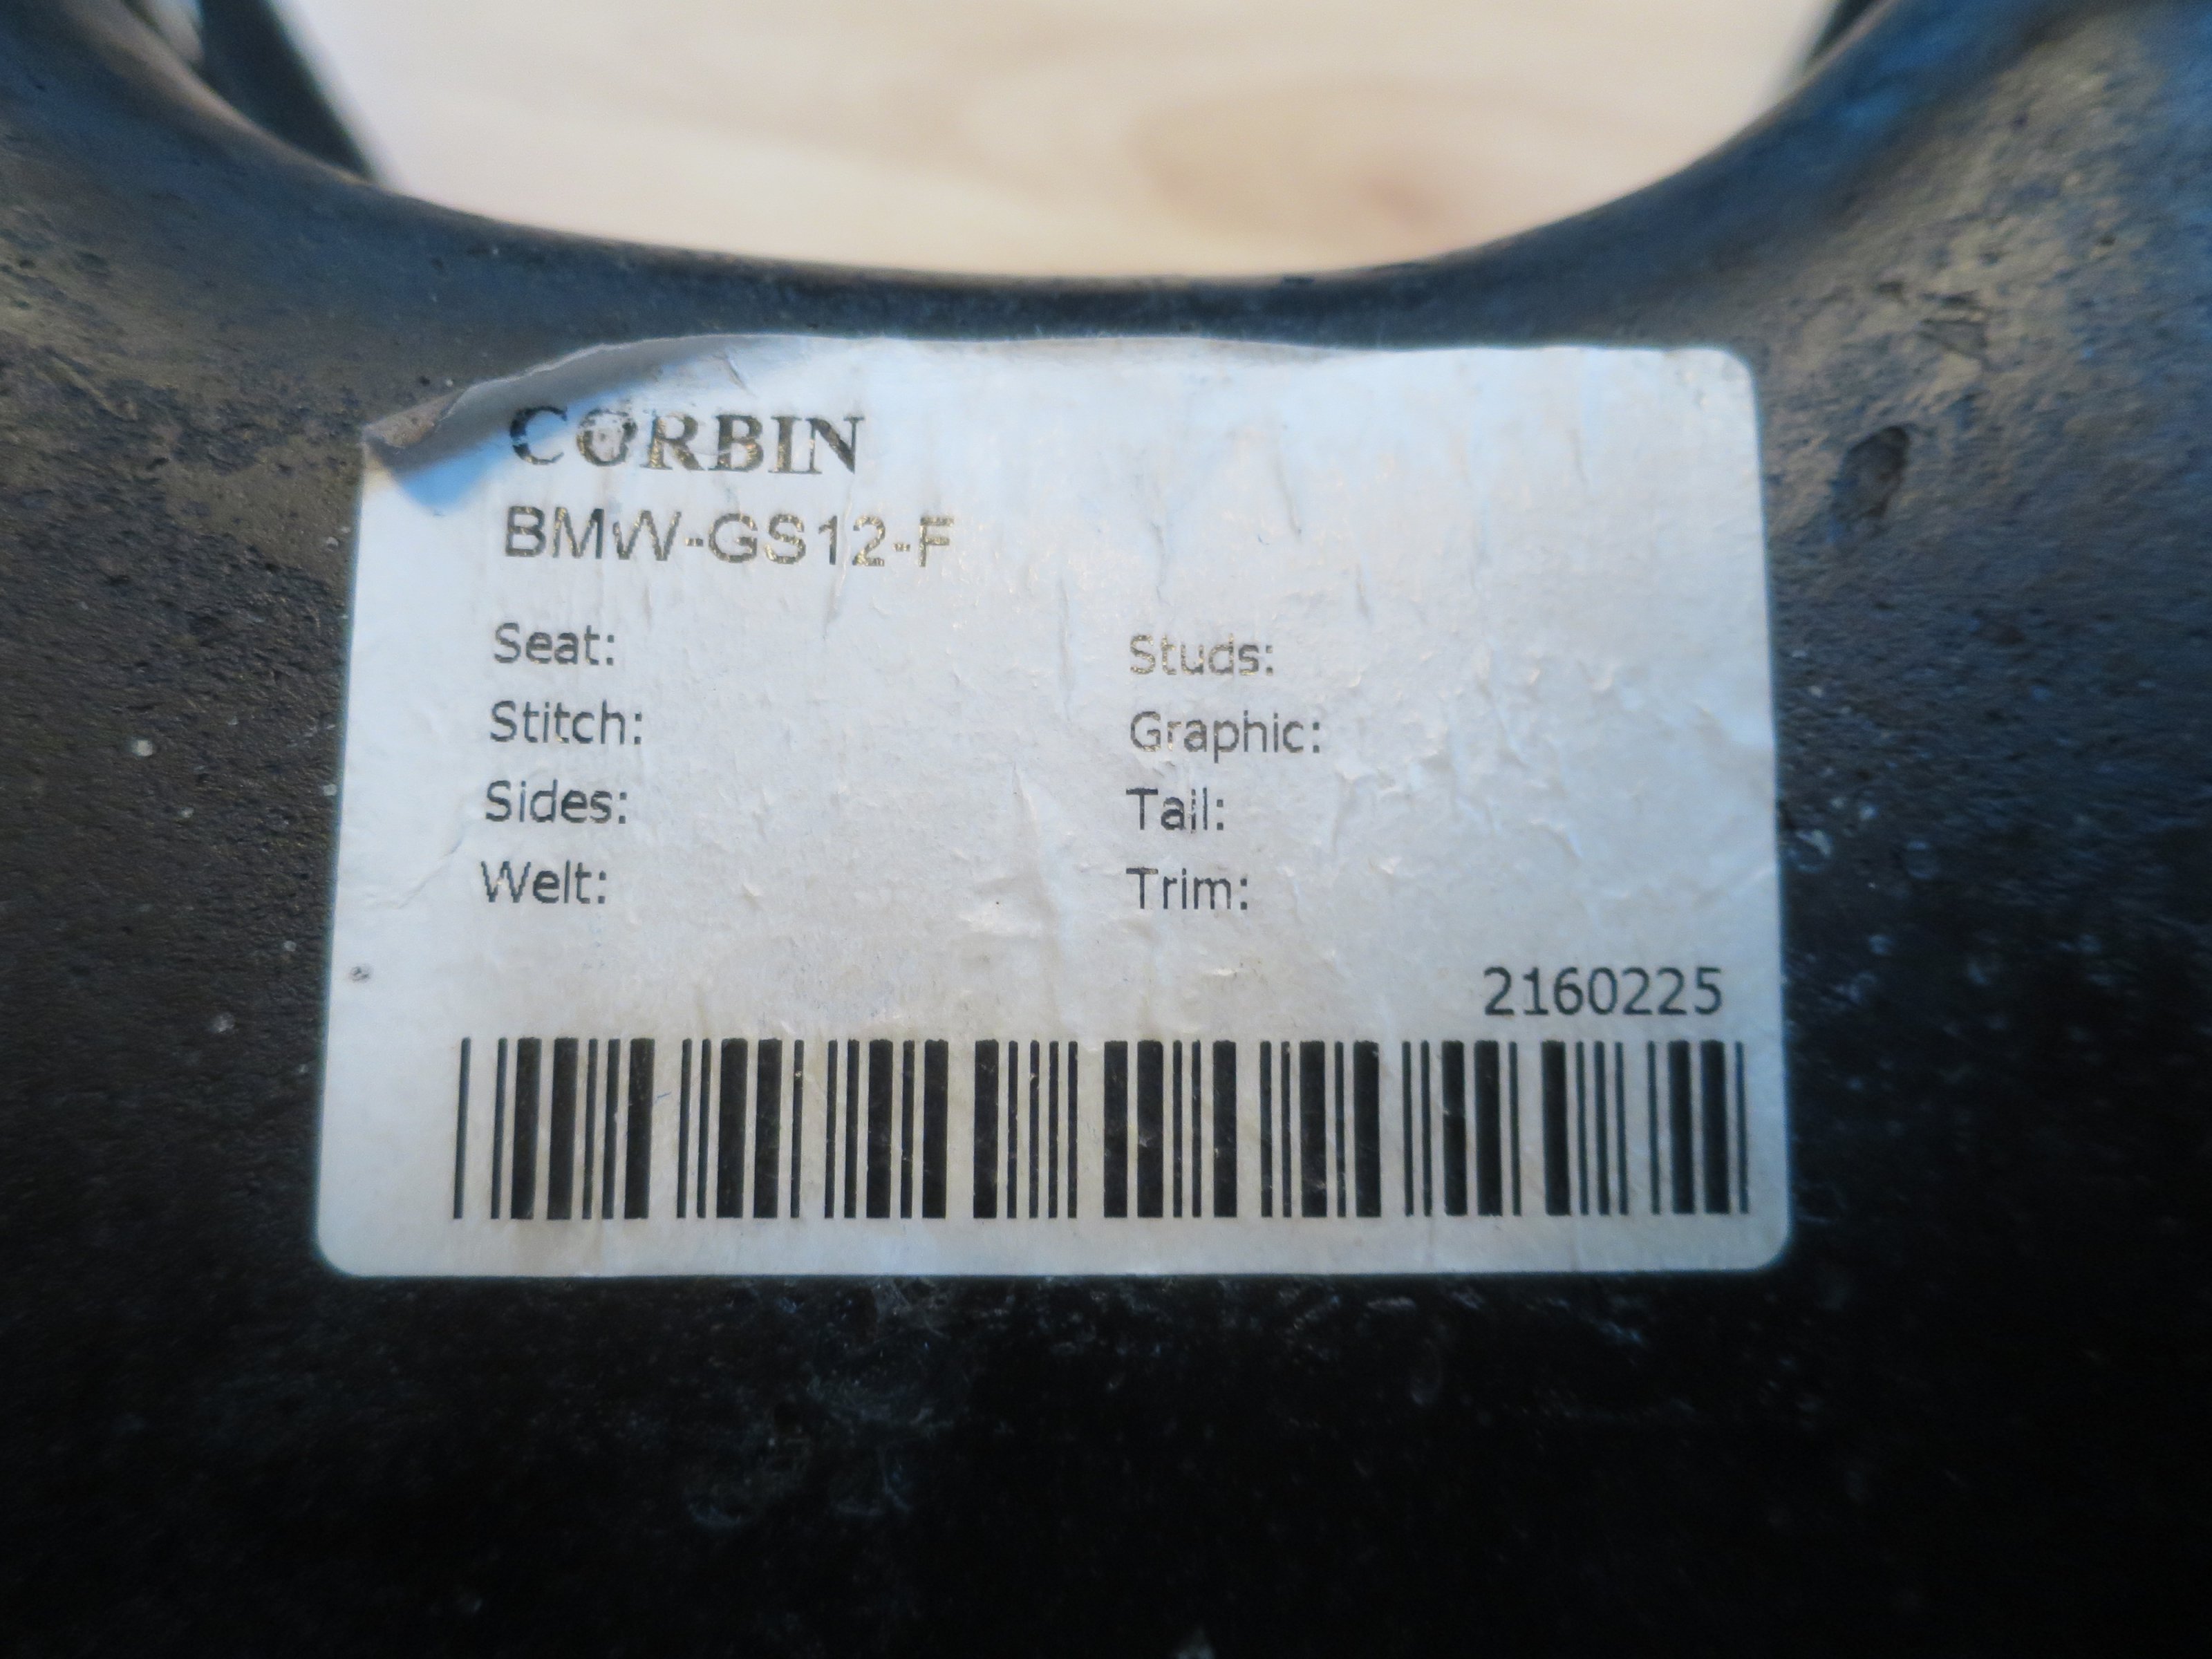 CORBIN
BMW-GS12-F
Seat:
Stitch:
Sides:
Welt:
Studs:
Graphic:
Tail:
Trim:
2160225